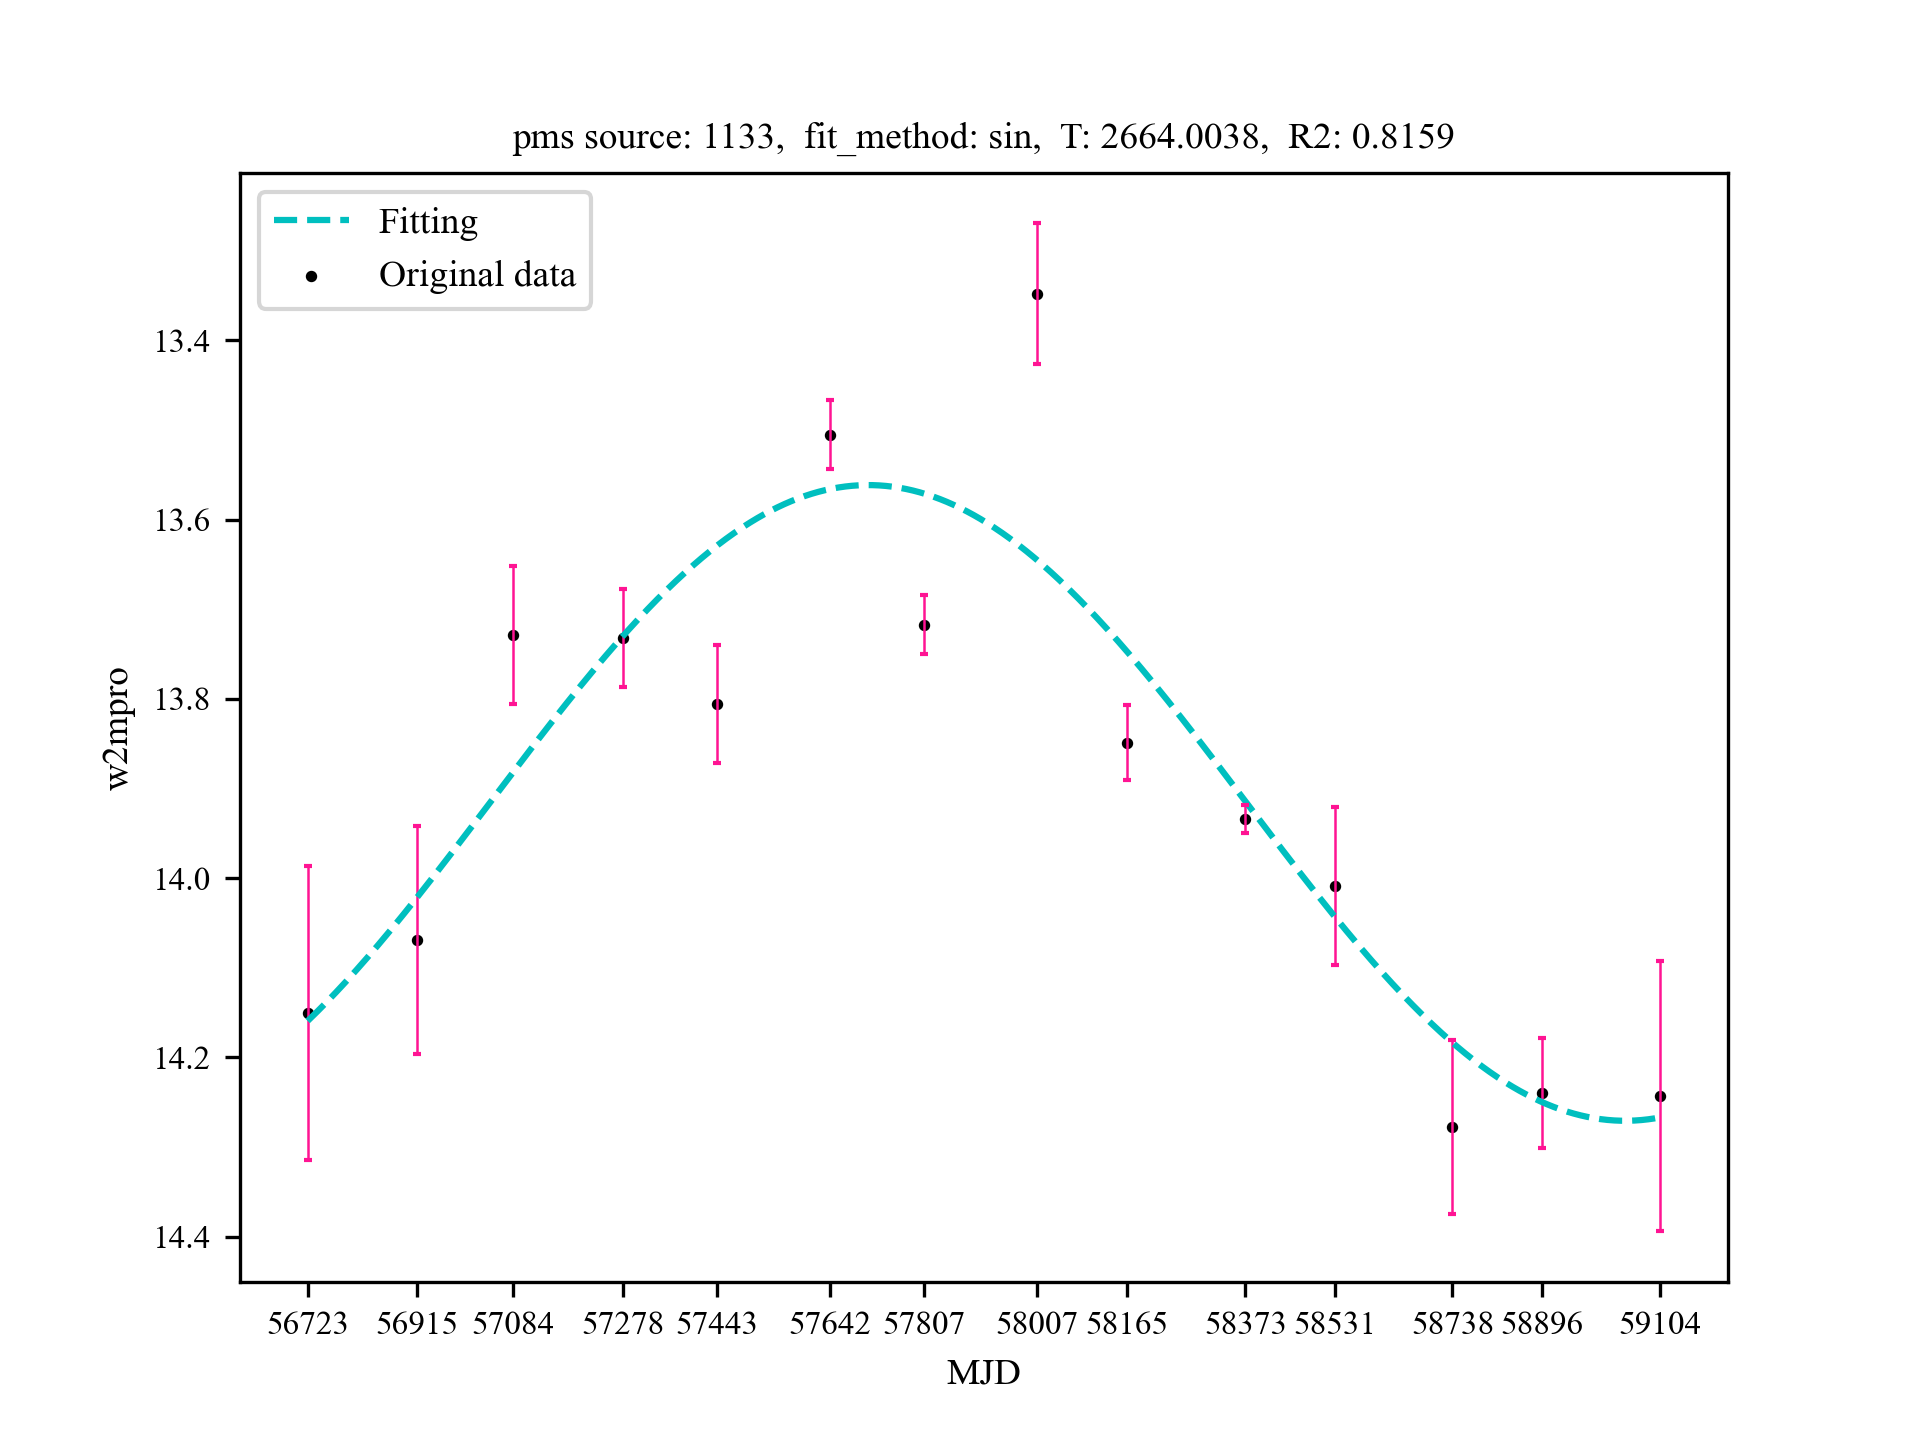 pms source: 1133, fit_method: sin, T: 2664.0038, R2: 0.8159
Fitting
Original data
13.4
13.6
13.8
14.0
14.2
14.4
w2mpro
56723 56915 57084 57278 57443 57642 57807 58007 58165 58373 58531 58738 58896 59104
MJD